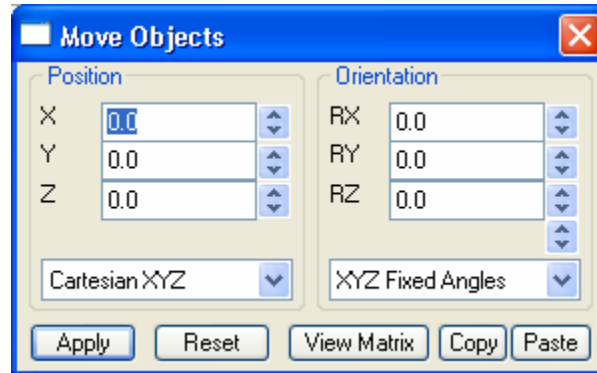 Move Objects
Position Orientation
X 0.0 RX 0.0
Y 0.0 RY 0.0
Z 0.0 RZ 0.0
Cartesian XYZ XYZ Fixed Angles
Apply Reset View Matrix Copy Paste